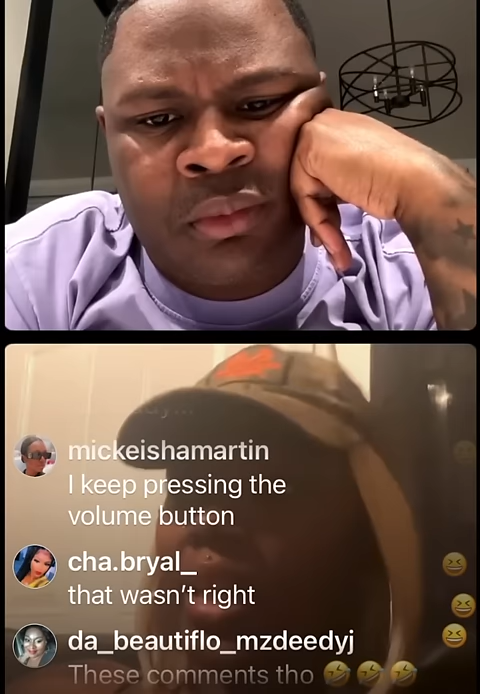 mickeishamartin
I keep pressing the
volume button
cha.bryal_
that wasn't right
da_beautiflo_mzdeedyj
These comments tho 🤣🤣🤣